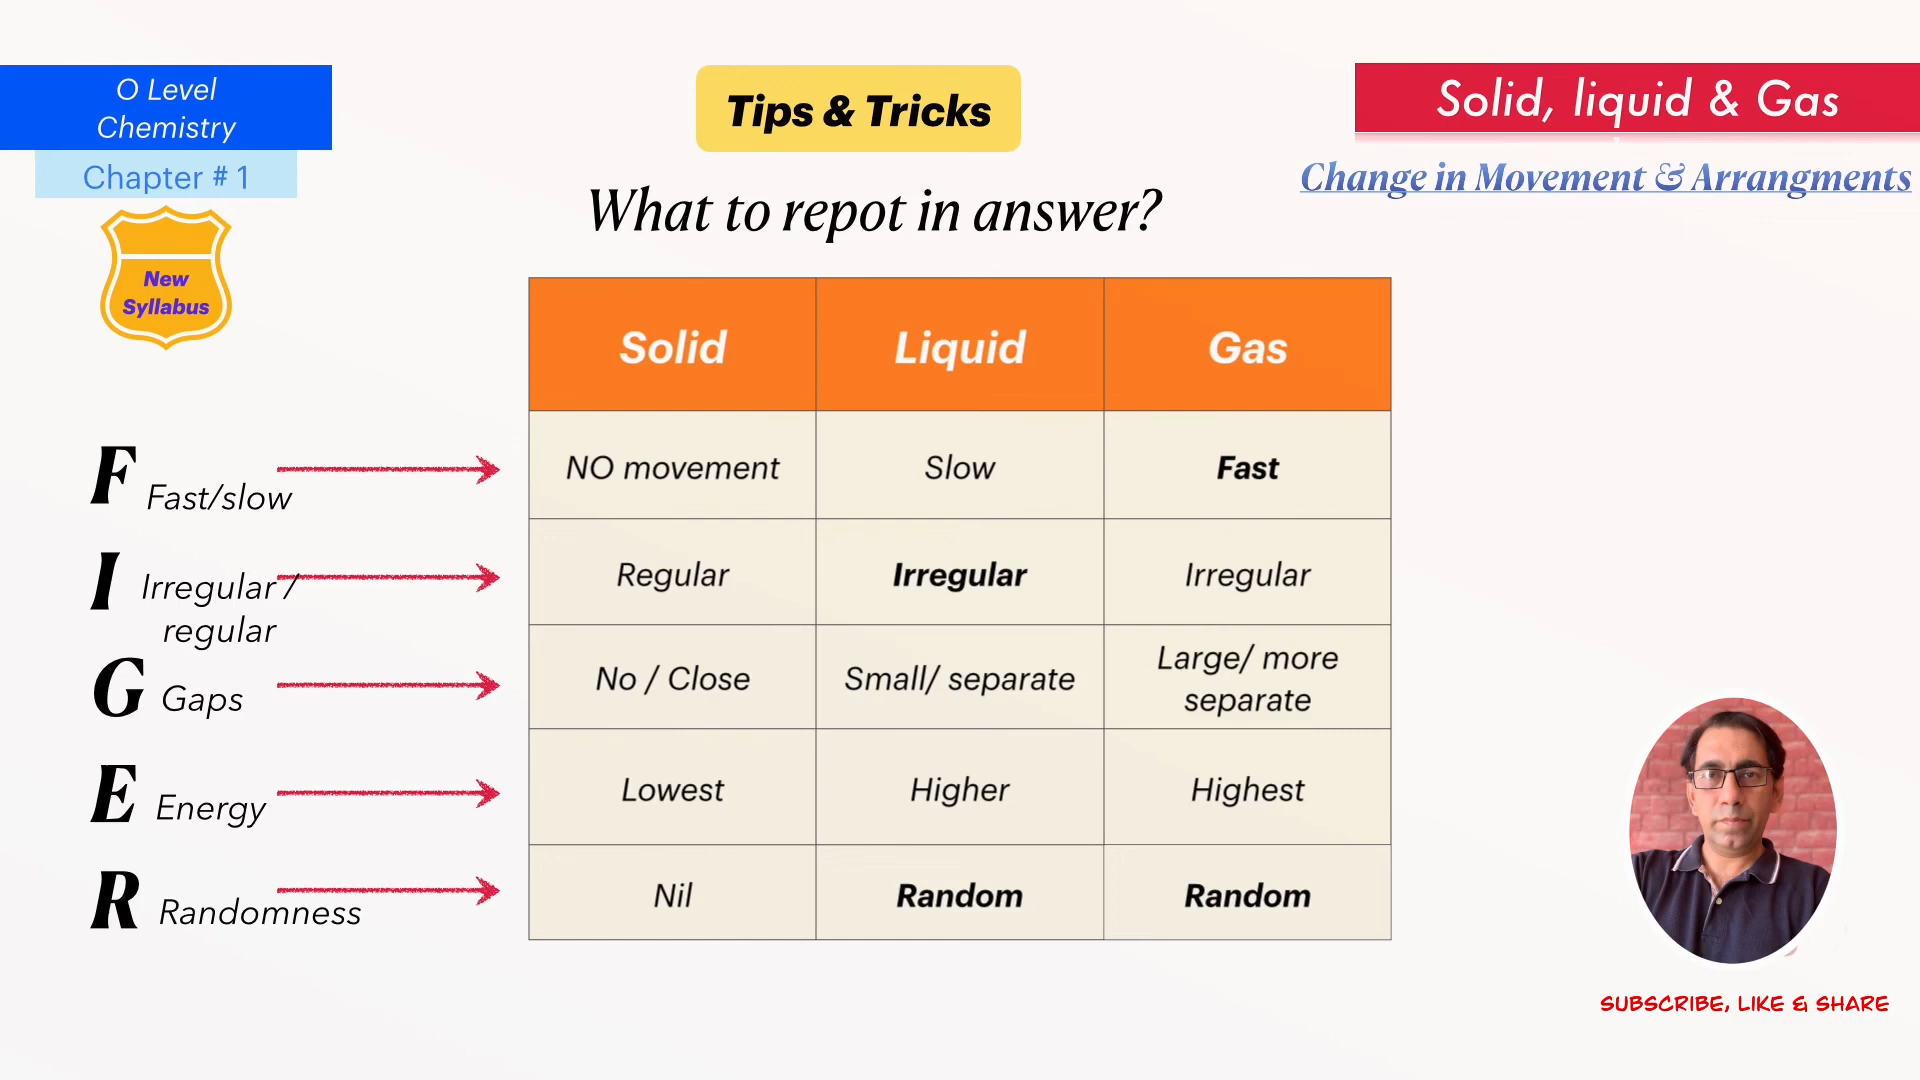 O Level
Chemistry
Chapter # 1
New
Syllabus
Tips & Tricks
What to repot in answer?
Solid, liquid & Gas
Change in Movement & Arrangments
Solid Liquid Gas
F Fast/slow NO movement Slow Fast
I Irregular / Regular Irregular Irregular
regular
G Gaps No / Close Small/ separate Large/ more
separate
E Energy Lowest Higher Highest
R Randomness Nil Random Random
SUBSCRIBE, LIKE & SHARE